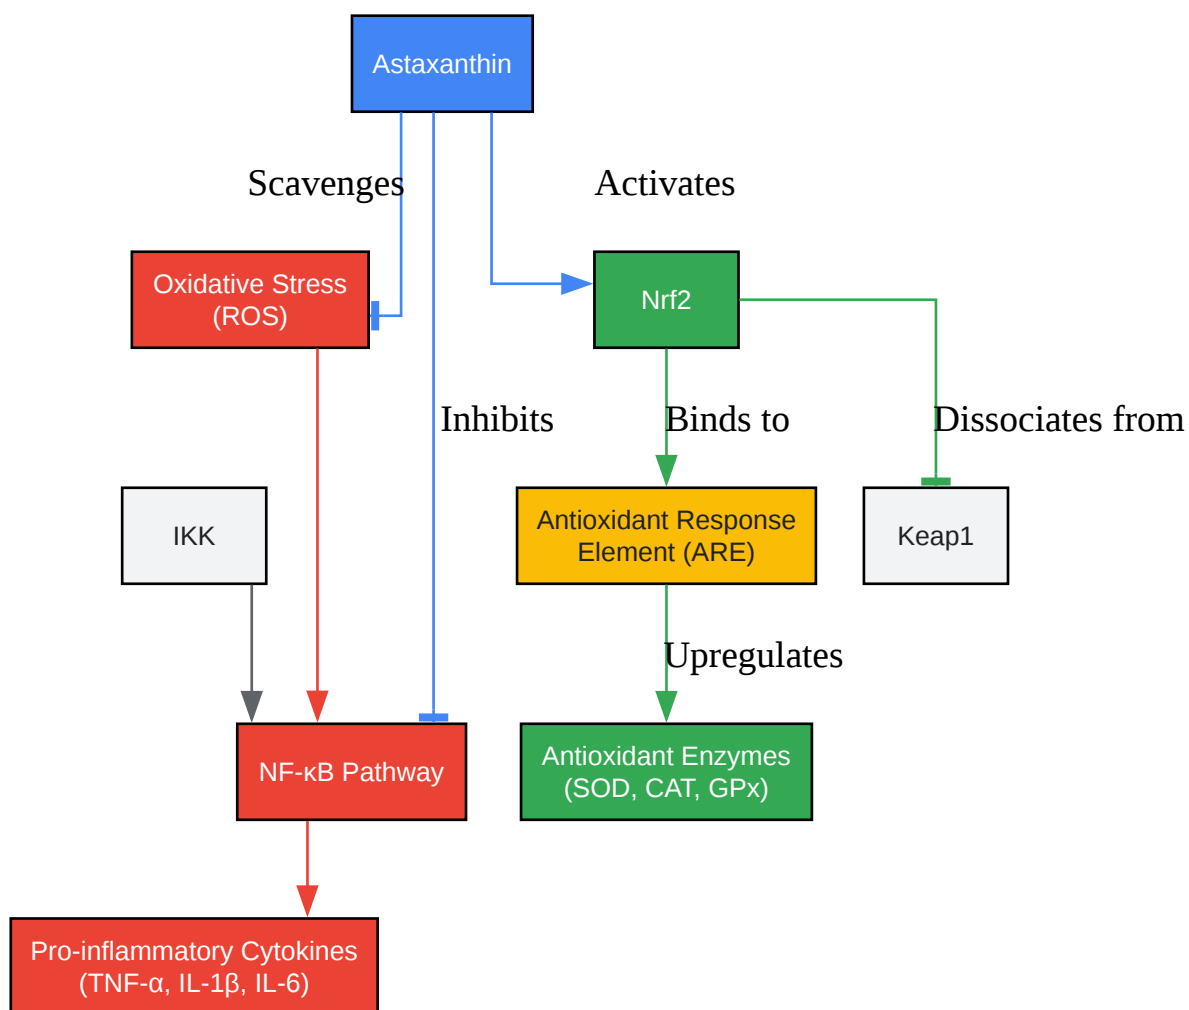 Astaxanthin
Scavenges
Activates
Oxidative Stress
(ROS)
Nrf2
Inhibits
Binds to
Dissociates from
IKK
Antioxidant Response
Element (ARE)
Keap1
Upregulates
NF-κB Pathway
Antioxidant Enzymes
(SOD, CAT, GPx)
Pro-inflammatory Cytokines
(TNF-α, IL-1β, IL-6)